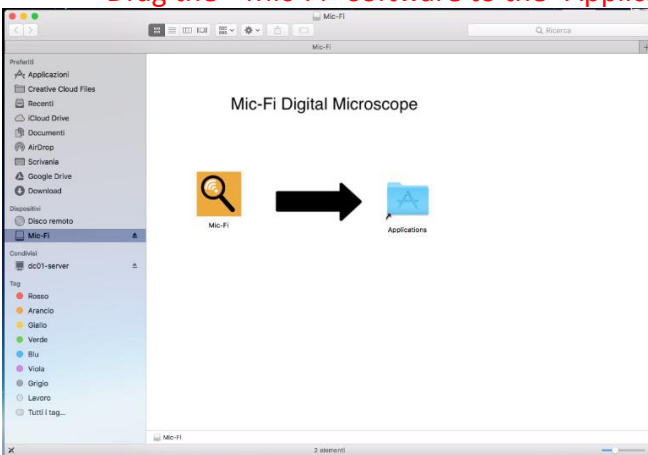 Drag the "Mic-Fi" software to the "Applic
Mic-Fi
Ricerca
Mic-Fi
Preferiti
Applicazioni
Creative Cloud Files
Recenti
iCloud Drive
Documenti
AirDrop
Scrivania
Google Drive
Download
Dispositivi
Disco remoto
Mic-Fi
Condivisi
dc01-server
Tag
Rosso
Arancio
Giallo
Verde
Blu
Viola
Grigio
Lavoro
Tutti i tag...
Mic-Fi Digital Microscope
Mic-Fi
Applications
Mic-Fi
2 elementi